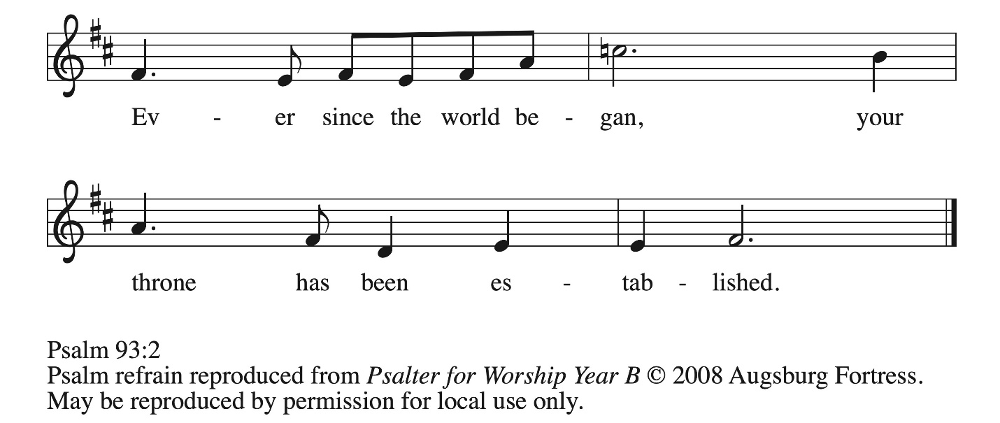 Ev - er since the world be - gan, your
throne has been es - tab - lished.
Psalm 93:2
Psalm refrain reproduced from Psalter for Worship Year B © 2008 Augsburg Fortress.
May be reproduced by permission for local use only.